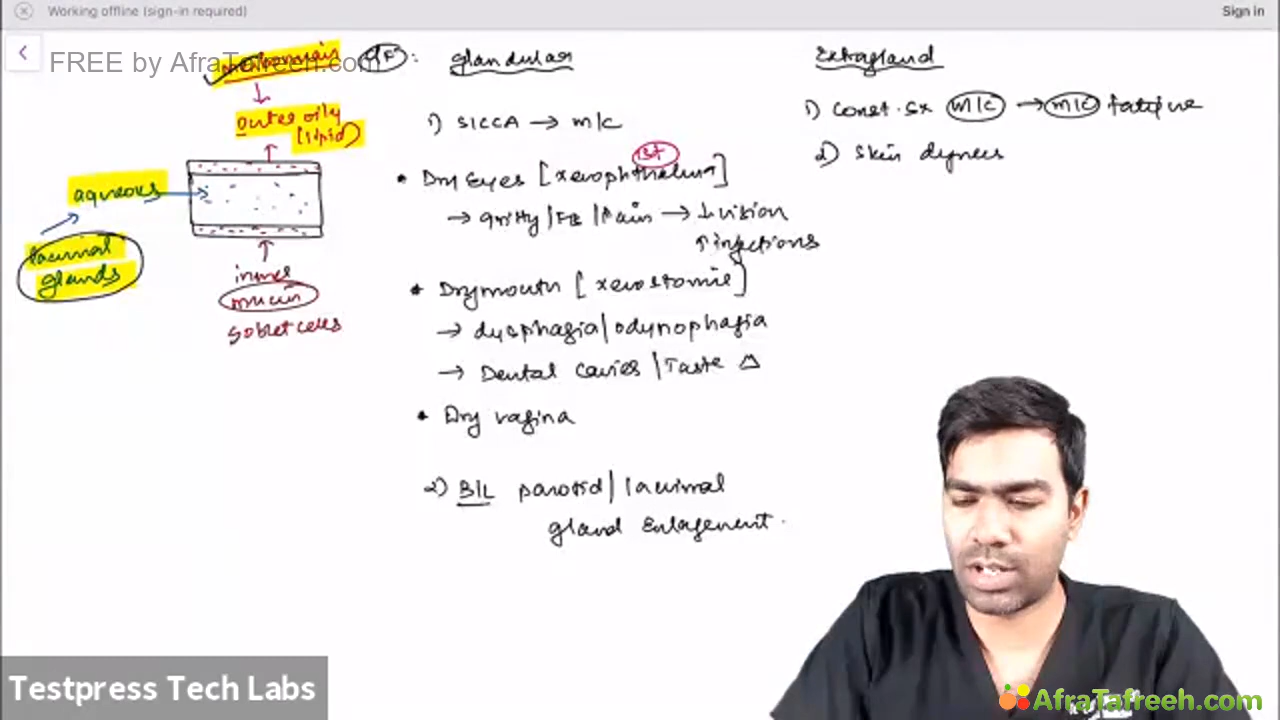 Working offline (sign-in required)
Sign in
FREE by AfraTafreeh.com
C/F:
glandular
Extragland
outer oily
[lipid]
aqueous
lacrimal
glands
inner
mucin
goblet cells
1) SICCA → m/c
• Dry Eyes [xerophthalmia]
1st
→ gritty/FB/Pain → ↓vision
↑infections
* Dry mouth [xerostomia]
→ dysphagia/odynophagia
→ Dental caries/Taste Δ
• Dry vagina
2) B/L parotid/lacrimal
gland Enlagement.
1) Const. sx m/c → m/c fatigue
2) Skin dryness
Testpress Tech Labs
AfraTafreeh.com